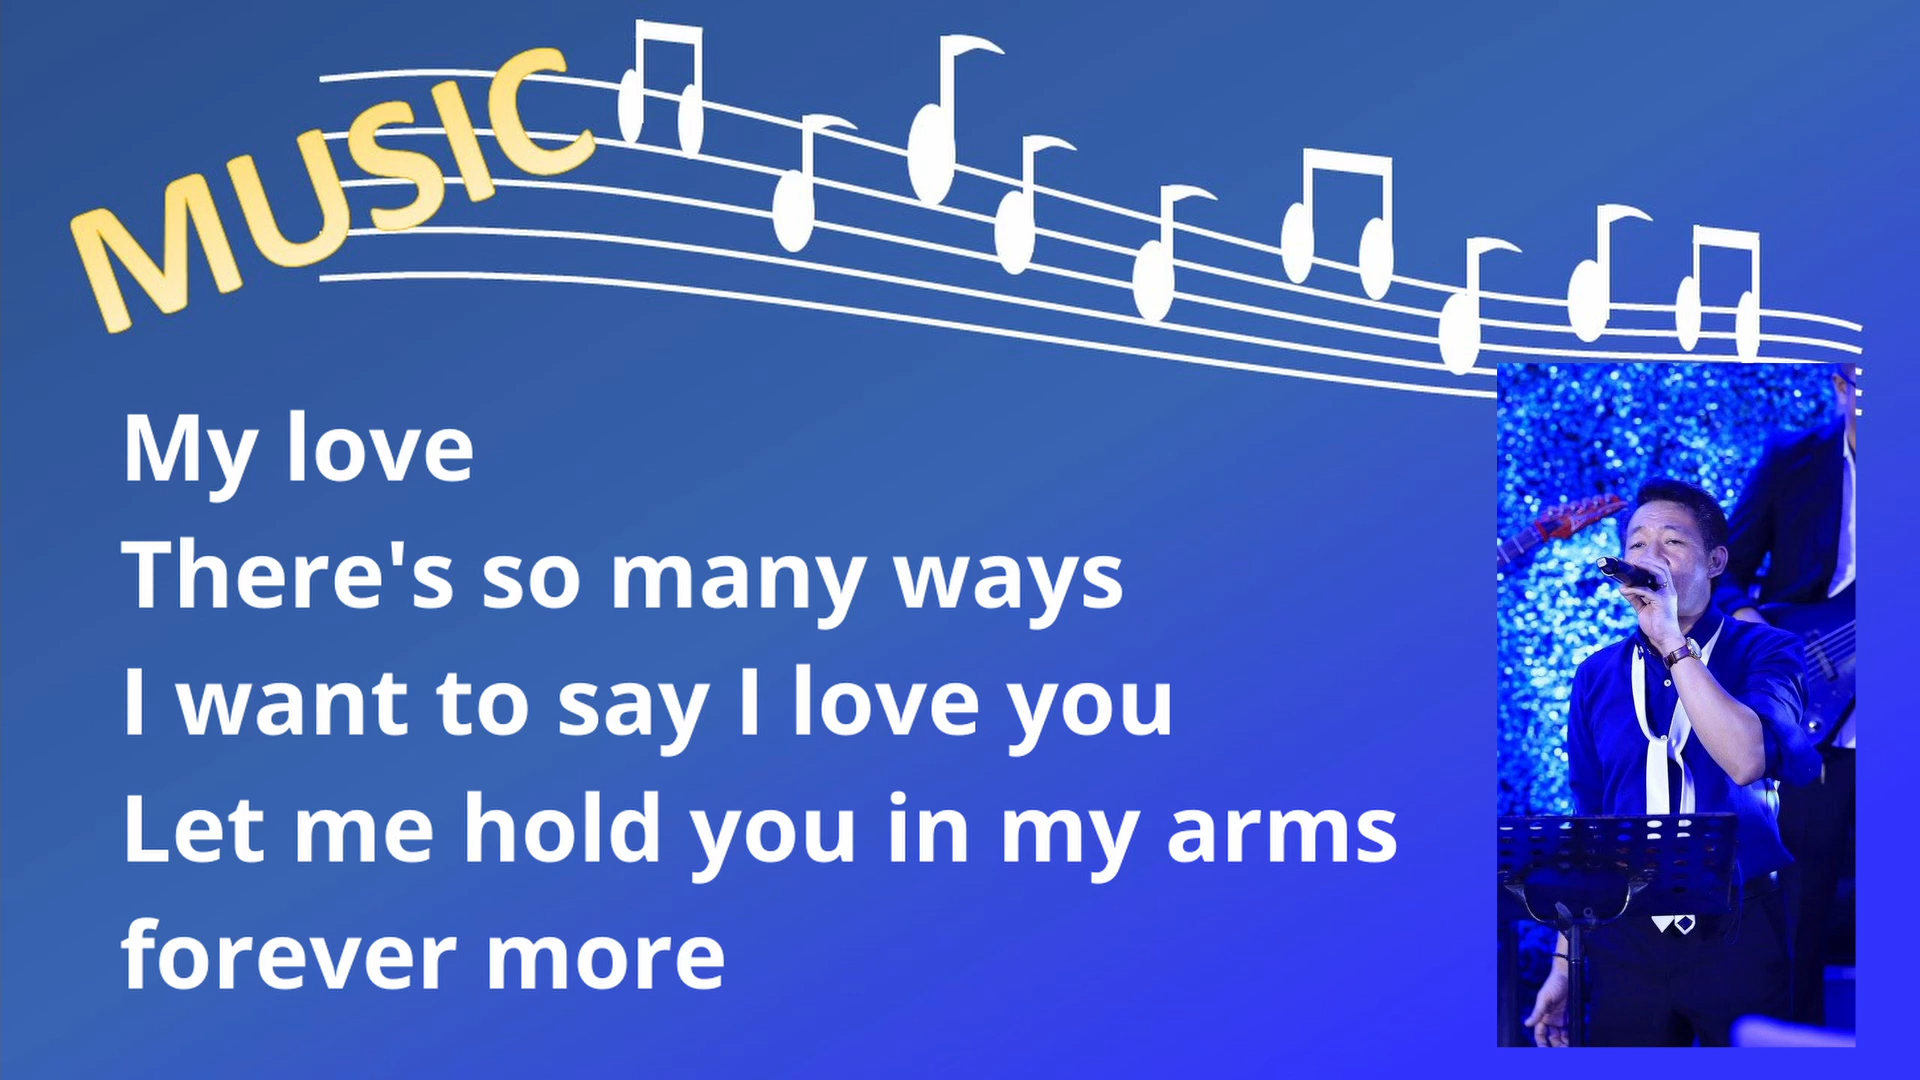 MUSIC
My love
There's so many ways
I want to say I love you
Let me hold you in my arms
forever more